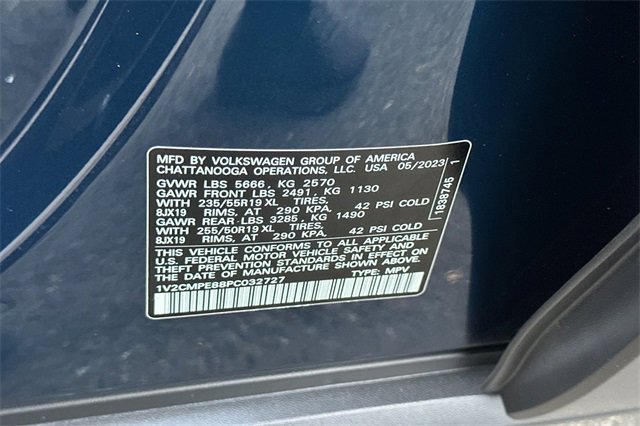 MFD BY VOLKSWAGEN GROUP OF AMERICA
CHATTANOOGA OPERATIONS, LLC. USA 05/2023
GVWR LBS 5666, KG 2570
GAWR FRONT LBS 2491, KG 1130
WITH 235/55R19 XL TIRES, 42 PSI COLD
8JX19 RIMS, AT 290 KPA,
GAWR REAR LBS 3285, KG 1490
WITH 255/50R19 XL TIRES,
8JX19 RIMS, AT 290 KPA, 42 PSI COLD
THIS VEHICLE CONFORMS TO ALL APPLICABLE
FEDERAL MOTOR VEHICLE SAFETY AND
THEFT PREVENTION STANDARDS IN EFFECT ON
THE DATE OF MANUFACTURE SHOWN ABOVE.
1V2CMPE88PC032727 TYPE: MPV
1838745 1